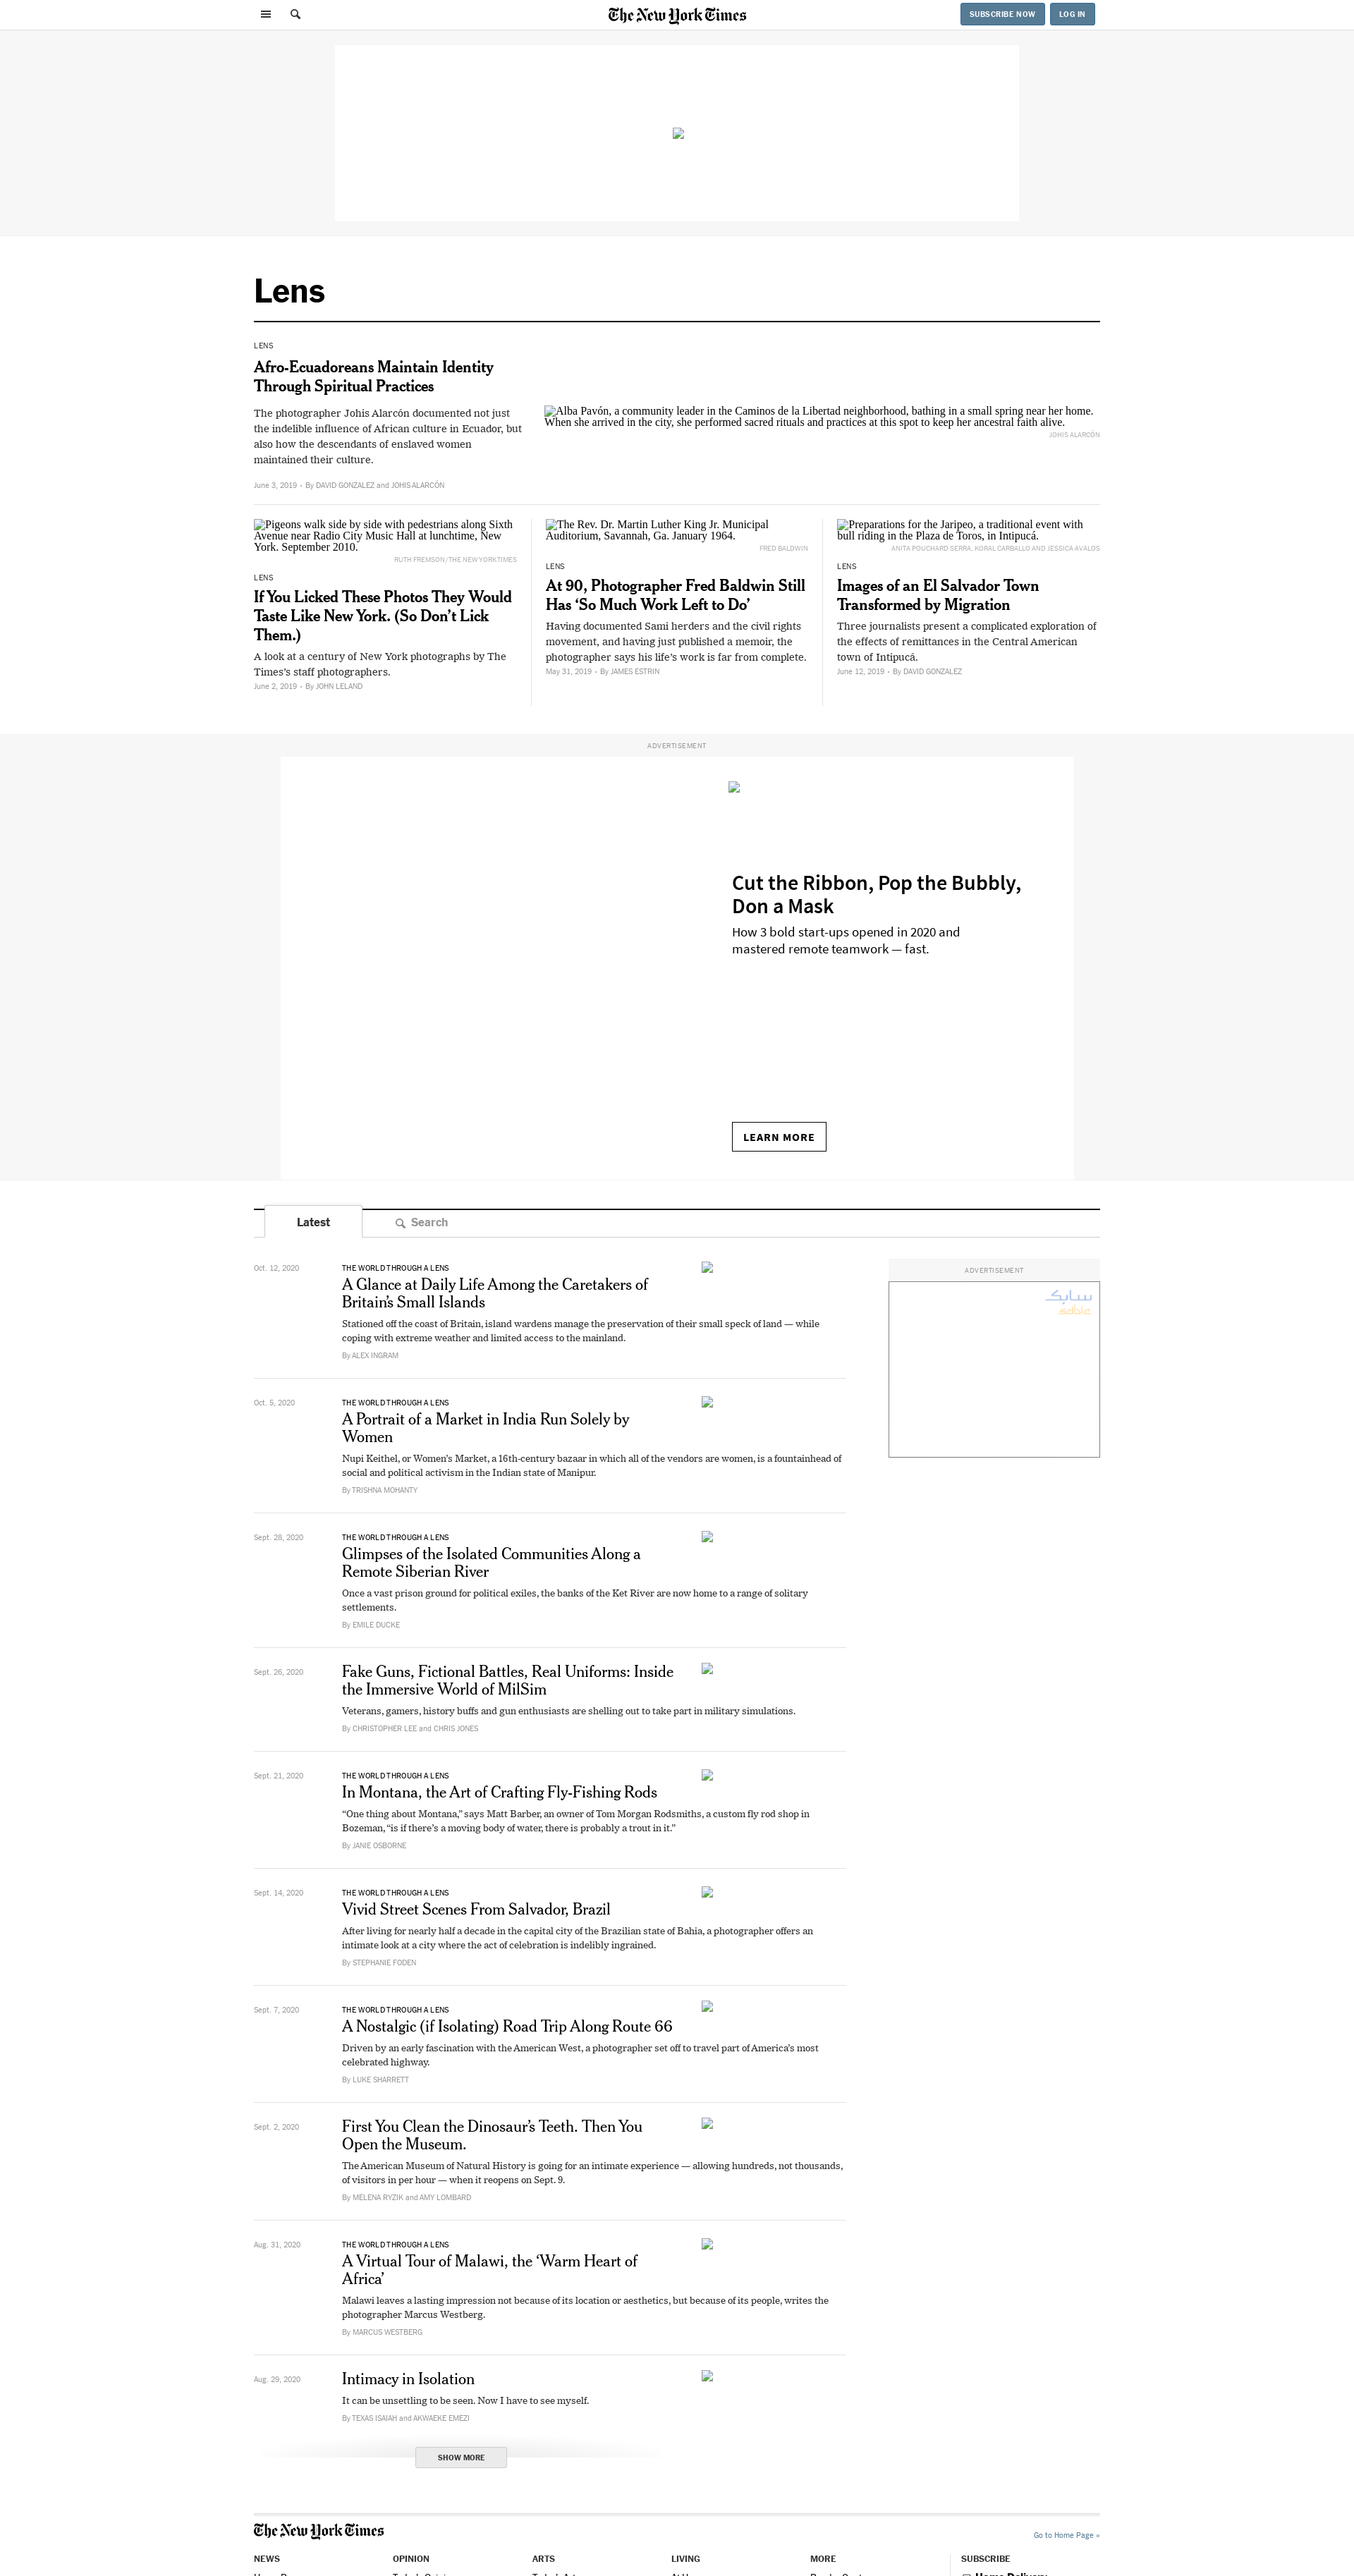 The New York Times
SUBSCRIBE NOW
LOG IN
Lens
LENS
Afro-Ecuadoreans Maintain Identity
Through Spiritual Practices
The photographer Johis Alarcón documented not just
the indelible influence of African culture in Ecuador, but
also how the descendants of enslaved women
maintained their culture.
June 3, 2019 • By DAVID GONZALEZ and JOHIS ALARCÓN
Alba Pavón, a community leader in the Caminos de la Libertad neighborhood, bathing in a small spring near her home.
When she arrived in the city, she performed sacred rituals and practices at this spot to keep her ancestral faith alive.
JOHIS ALARCÓN
Pigeons walk side by side with pedestrians along Sixth
Avenue near Radio City Music Hall at lunchtime, New
York. September 2010.
RUTH FREMSON/THE NEW YORK TIMES
LENS
If You Licked These Photos They Would
Taste Like New York. (So Don’t Lick
Them.)
A look at a century of New York photographs by The
Times’s staff photographers.
June 2, 2019 • By JOHN LELAND
The Rev. Dr. Martin Luther King Jr. Municipal
Auditorium, Savannah, Ga. January 1964.
FRED BALDWIN
LENS
At 90, Photographer Fred Baldwin Still
Has ‘So Much Work Left to Do’
Having documented Sami herders and the civil rights
movement, and having just published a memoir, the
photographer says his life’s work is far from complete.
May 31, 2019 • By JAMES ESTRIN
Preparations for the Jaripeo, a traditional event with
bull riding in the Plaza de Toros, in Intipucá.
ANITA POUCHARD SERRA, KORAL CARBALLO AND JESSICA AVALOS
LENS
Images of an El Salvador Town
Transformed by Migration
Three journalists present a complicated exploration of
the effects of remittances in the Central American
town of Intipucá.
June 12, 2019 • By DAVID GONZALEZ
ADVERTISEMENT
Cut the Ribbon, Pop the Bubbly,
Don a Mask
How 3 bold start-ups opened in 2020 and
mastered remote teamwork — fast.
LEARN MORE
Latest
Search
Oct. 12, 2020
THE WORLD THROUGH A LENS
A Glance at Daily Life Among the Caretakers of
Britain’s Small Islands
Stationed off the coast of Britain, island wardens manage the preservation of their small speck of land — while
coping with extreme weather and limited access to the mainland.
By ALEX INGRAM
ADVERTISEMENT
سابك
sabic
Oct. 5, 2020
THE WORLD THROUGH A LENS
A Portrait of a Market in India Run Solely by
Women
Nupi Keithel, or Women’s Market, a 16th-century bazaar in which all of the vendors are women, is a fountainhead of
social and political activism in the Indian state of Manipur.
By TRISHNA MOHANTY
Sept. 28, 2020
THE WORLD THROUGH A LENS
Glimpses of the Isolated Communities Along a
Remote Siberian River
Once a vast prison ground for political exiles, the banks of the Ket River are now home to a range of solitary
settlements.
By EMILE DUCKE
Sept. 26, 2020
Fake Guns, Fictional Battles, Real Uniforms: Inside
the Immersive World of MilSim
Veterans, gamers, history buffs and gun enthusiasts are shelling out to take part in military simulations.
By CHRISTOPHER LEE and CHRIS JONES
Sept. 21, 2020
THE WORLD THROUGH A LENS
In Montana, the Art of Crafting Fly-Fishing Rods
“One thing about Montana,” says Matt Barber, an owner of Tom Morgan Rodsmiths, a custom fly rod shop in
Bozeman, “is if there’s a moving body of water, there is probably a trout in it.”
By JANIE OSBORNE
Sept. 14, 2020
THE WORLD THROUGH A LENS
Vivid Street Scenes From Salvador, Brazil
After living for nearly half a decade in the capital city of the Brazilian state of Bahia, a photographer offers an
intimate look at a city where the act of celebration is indelibly ingrained.
By STEPHANIE FODEN
Sept. 7, 2020
THE WORLD THROUGH A LENS
A Nostalgic (if Isolating) Road Trip Along Route 66
Driven by an early fascination with the American West, a photographer set off to travel part of America’s most
celebrated highway.
By LUKE SHARRETT
Sept. 2, 2020
First You Clean the Dinosaur’s Teeth. Then You
Open the Museum.
The American Museum of Natural History is going for an intimate experience — allowing hundreds, not thousands,
of visitors in per hour — when it reopens on Sept. 9.
By MELENA RYZIK and AMY LOMBARD
Aug. 31, 2020
THE WORLD THROUGH A LENS
A Virtual Tour of Malawi, the ‘Warm Heart of
Africa’
Malawi leaves a lasting impression not because of its location or aesthetics, but because of its people, writes the
photographer Marcus Westberg.
By MARCUS WESTBERG
Aug. 29, 2020
Intimacy in Isolation
It can be unsettling to be seen. Now I have to see myself.
By TEXAS ISAIAH and AKWAEKE EMEZI
SHOW MORE
The New York Times
Go to Home Page »
NEWS
OPINION
ARTS
LIVING
MORE
SUBSCRIBE